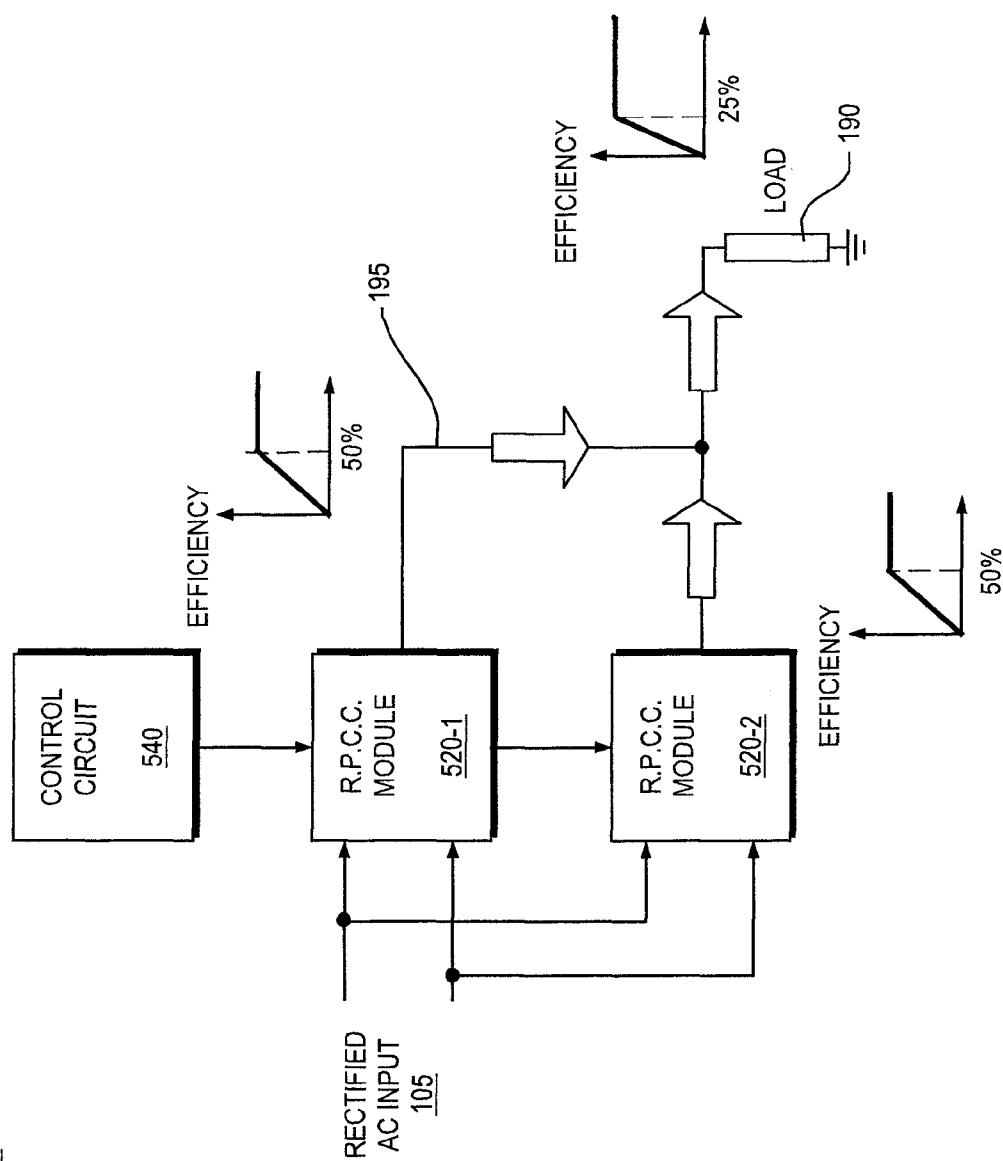 CONTROL
CIRCUIT
540
EFFICIENCY
50%
195
EFFICIENCY
25%
R.P.C.C.
MODULE
520-1
RECTIFIED
AC INPUT
105
R.P.C.C.
MODULE
520-2
LOAD
190
EFFICIENCY
50%